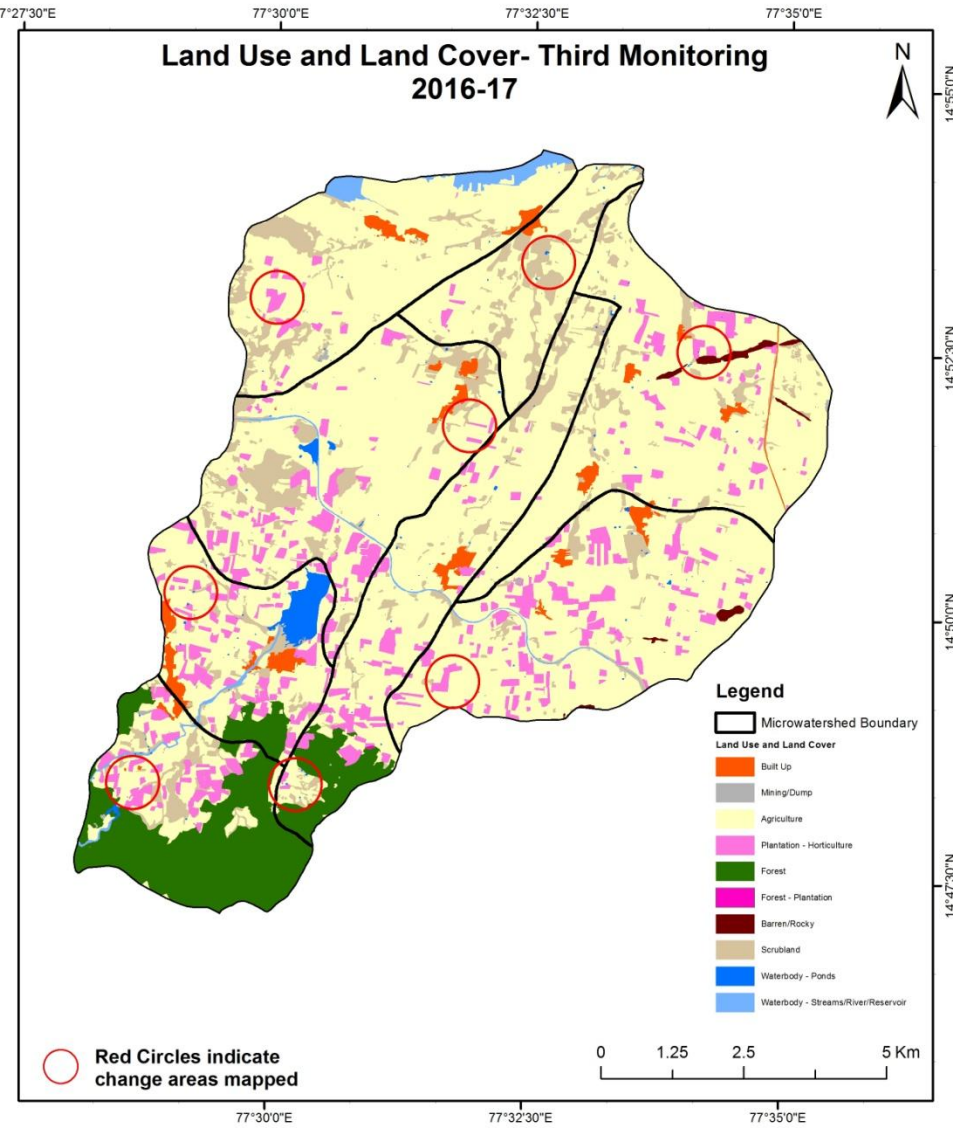 77°27'30"E
77°30'0"E
77°32'30"E
77°35'0"E
Land Use and Land Cover- Third Monitoring
2016-17
N
14°55'0"N
14°52'30"N
14°50'0"N
14°47'30"N
Legend
Microwatershed Boundary
Land Use and Land Cover
Built Up
Mining/Dump
Agriculture
Plantation - Horticulture
Forest
Forest - Plantation
Barren/Rocky
Scrubland
Waterbody - Ponds
Waterbody - Streams/River/Reservoir
Red Circles indicate
change areas mapped
0 1.25 2.5 5 Km
77°30'0"E
77°32'30"E
77°35'0"E